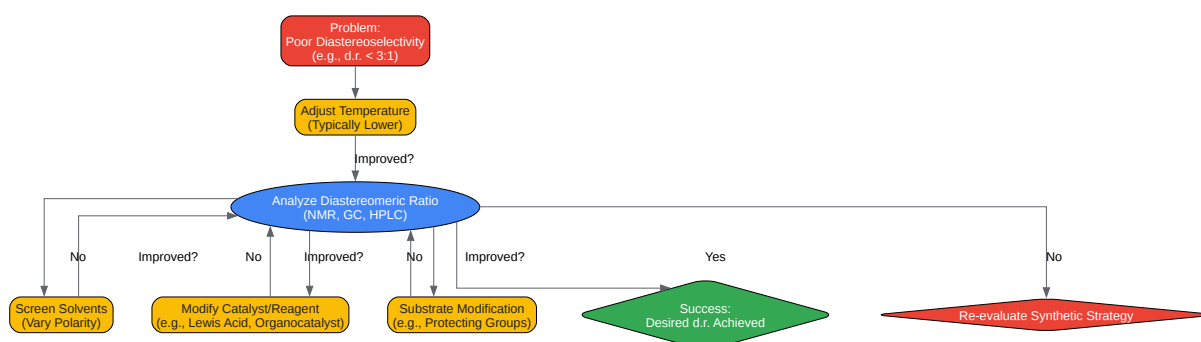 Problem:
Poor Diastereoselectivity
(e.g., d.r. < 3:1)
Adjust Temperature
(Typically Lower)
Improved?
Analyze Diastereomeric Ratio
(NMR, GC, HPLC)
No
Improved?
No
Improved?
No
Improved?
Yes
No
Screen Solvents
(Vary Polarity)
Modify Catalyst/Reagent
(e.g., Lewis Acid, Organocatalyst)
Substrate Modification
(e.g., Protecting Groups)
Success:
Desired d.r. Achieved
Re-evaluate Synthetic Strategy